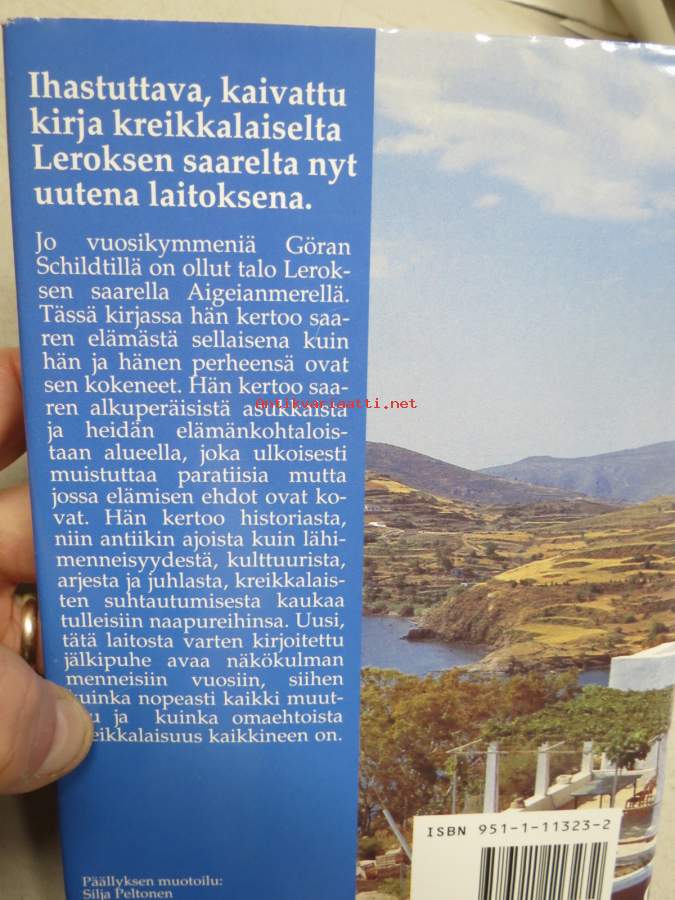 Ihastuttava, kaivattu
kirja kreikkalaiselta
Leroksen saarelta nyt
uutena laitoksena.
Jo vuosikymmeniä Göran
Schildtillä on ollut talo Lerok-
sen saarella Aigeianmerellä.
Tässä kirjassa hän kertoo saa-
ren elämästä sellaisena kuin
hän ja hänen perheensä ovat
sen kokeneet. Hän kertoo saa-
ren alkuperäisistä asukkaista
Antikvariaatti.net
ja heidän elämänkohtalois-
taan alueella, joka ulkoisesti
muistuttaa paratiisia mutta
jossa elämisen ehdot ovat ko-
vat. Hän kertoo historiasta,
niin antiikin ajoista kuin lähi-
menneisyydestä, kulttuurista,
arjesta ja juhlasta, kreikkalais-
ten suhtautumisesta kaukaa
tulleisiin naapureihinsa. Uusi,
tätä laitosta varten kirjoitettu
jälkipuhe avaa näkökulman
menneisiin vuosiin, siihen
kuinka nopeasti kaikki muut-
ja kuinka omaehtoista
kreikkalaisuus kaikkineen on.
Päällyksen muotoilu:
Silja Peltonen
ISBN 951-1-11323-2